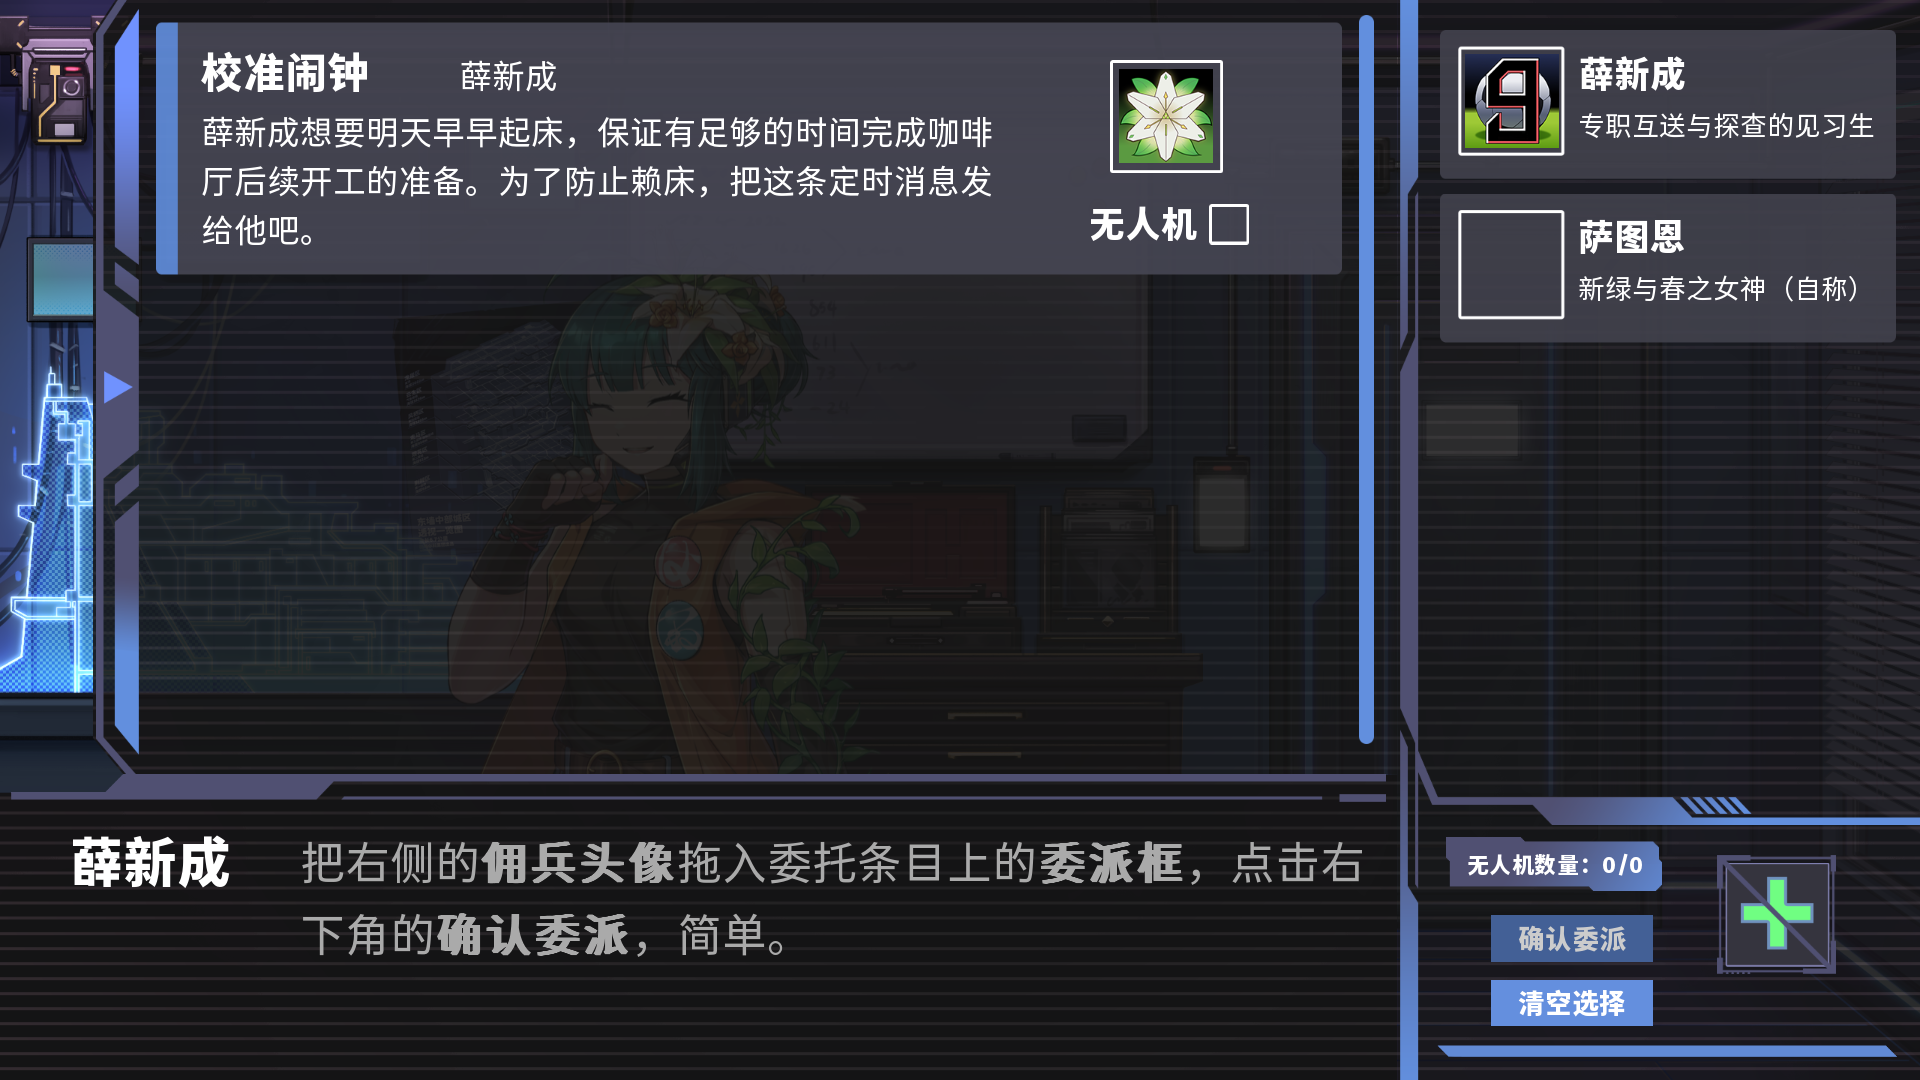 校准闹钟
薛新成
薛新成想要明天早早起床，保证有足够的时间完成咖啡
厅后续开工的准备。为了防止赖床，把这条定时消息发
给他吧。
无人机
9
薛新成
专职互送与探查的见习生
萨图恩
新绿与春之女神（自称）
薛新成
把右侧的佣兵头像拖入委托条目上的委派框，点击右
下角的确认委派，简单。
无人机数量：0/0
确认委派
清空选择